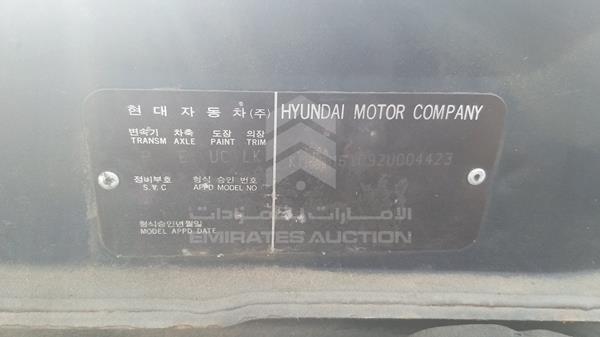 현대자동차(주) HYUNDAI MOTOR COMPANY
변속기 차축 도장 의장
TRANSM AXLE PAINT TRIM
P E UC LK
정비부호 형식 승인 번호
S.V.C APPD MODEL NO
الإمارات للمزادات
EMIRATES AUCTION
형식승인년월일
MODEL APPD DATE